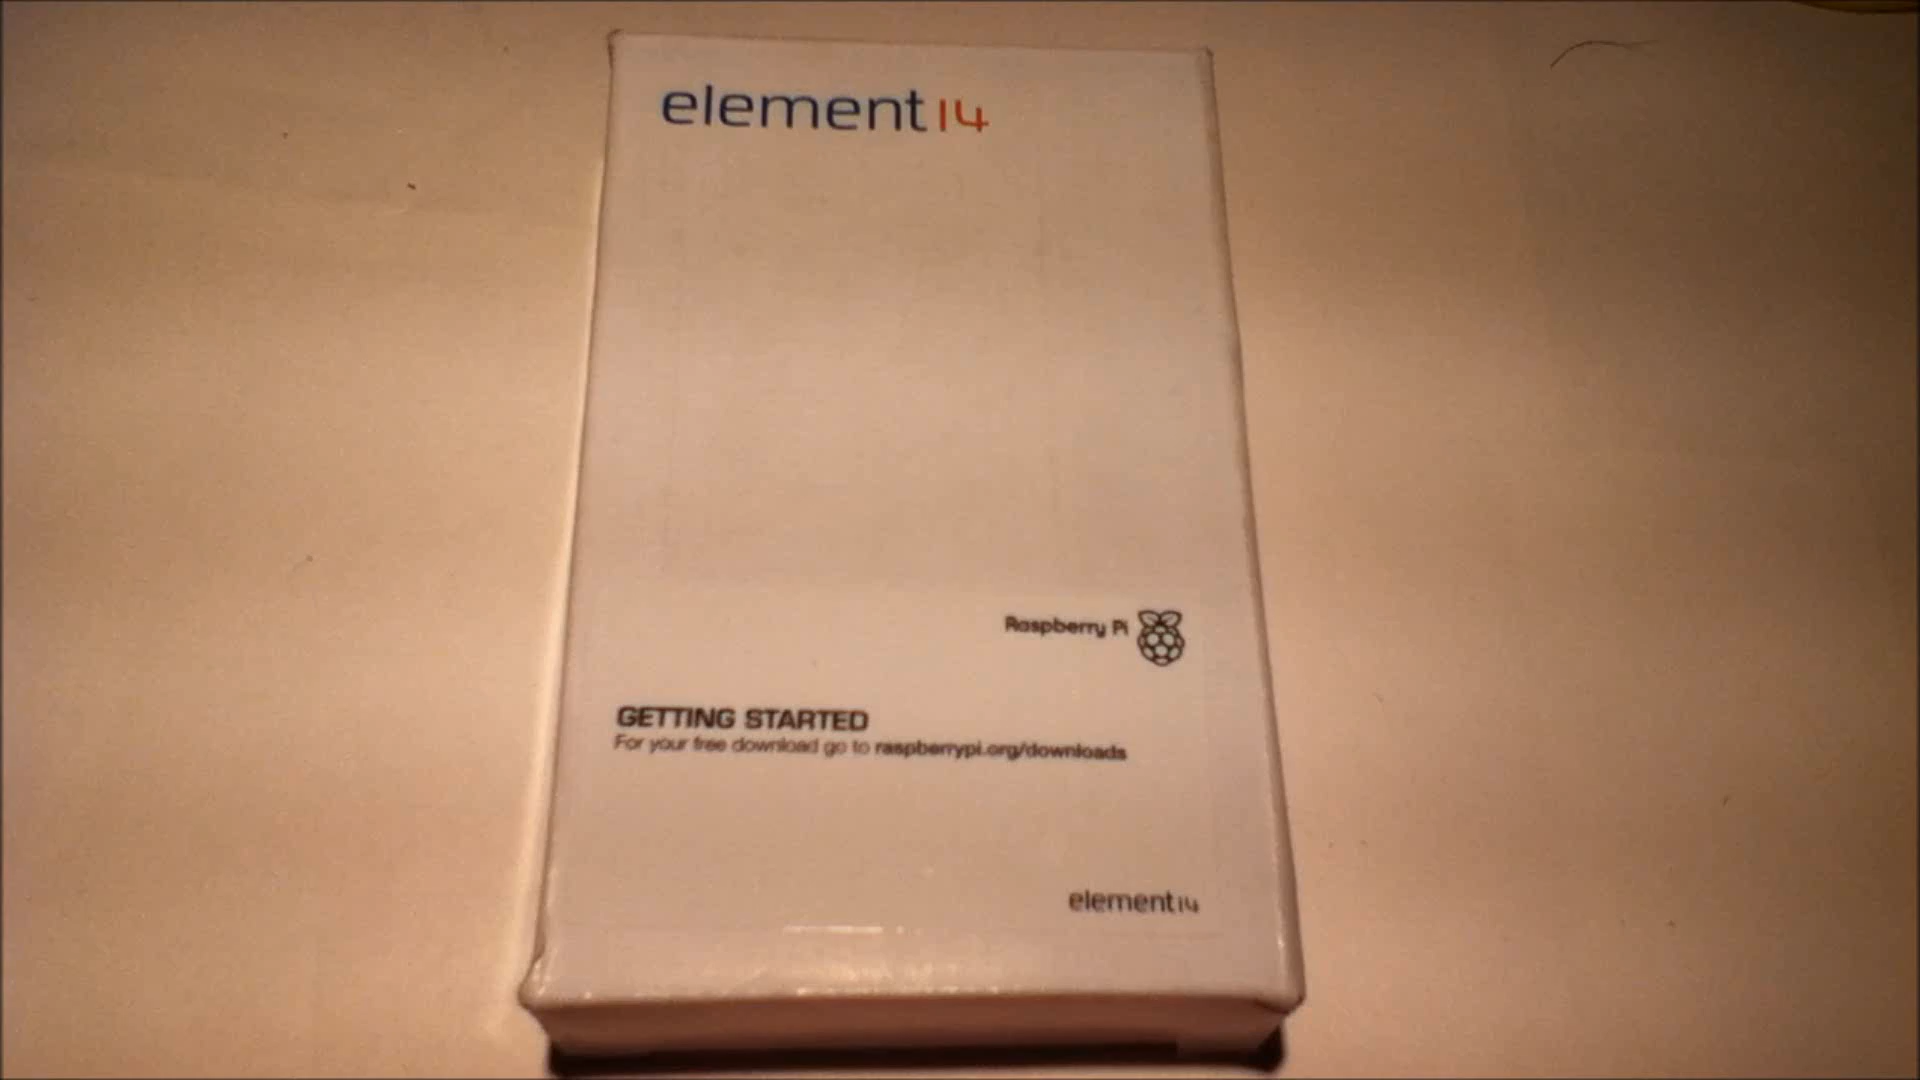 element14
Raspberry Pi
GETTING STARTED
For your free download go to raspberrypi.org/downloads
element14